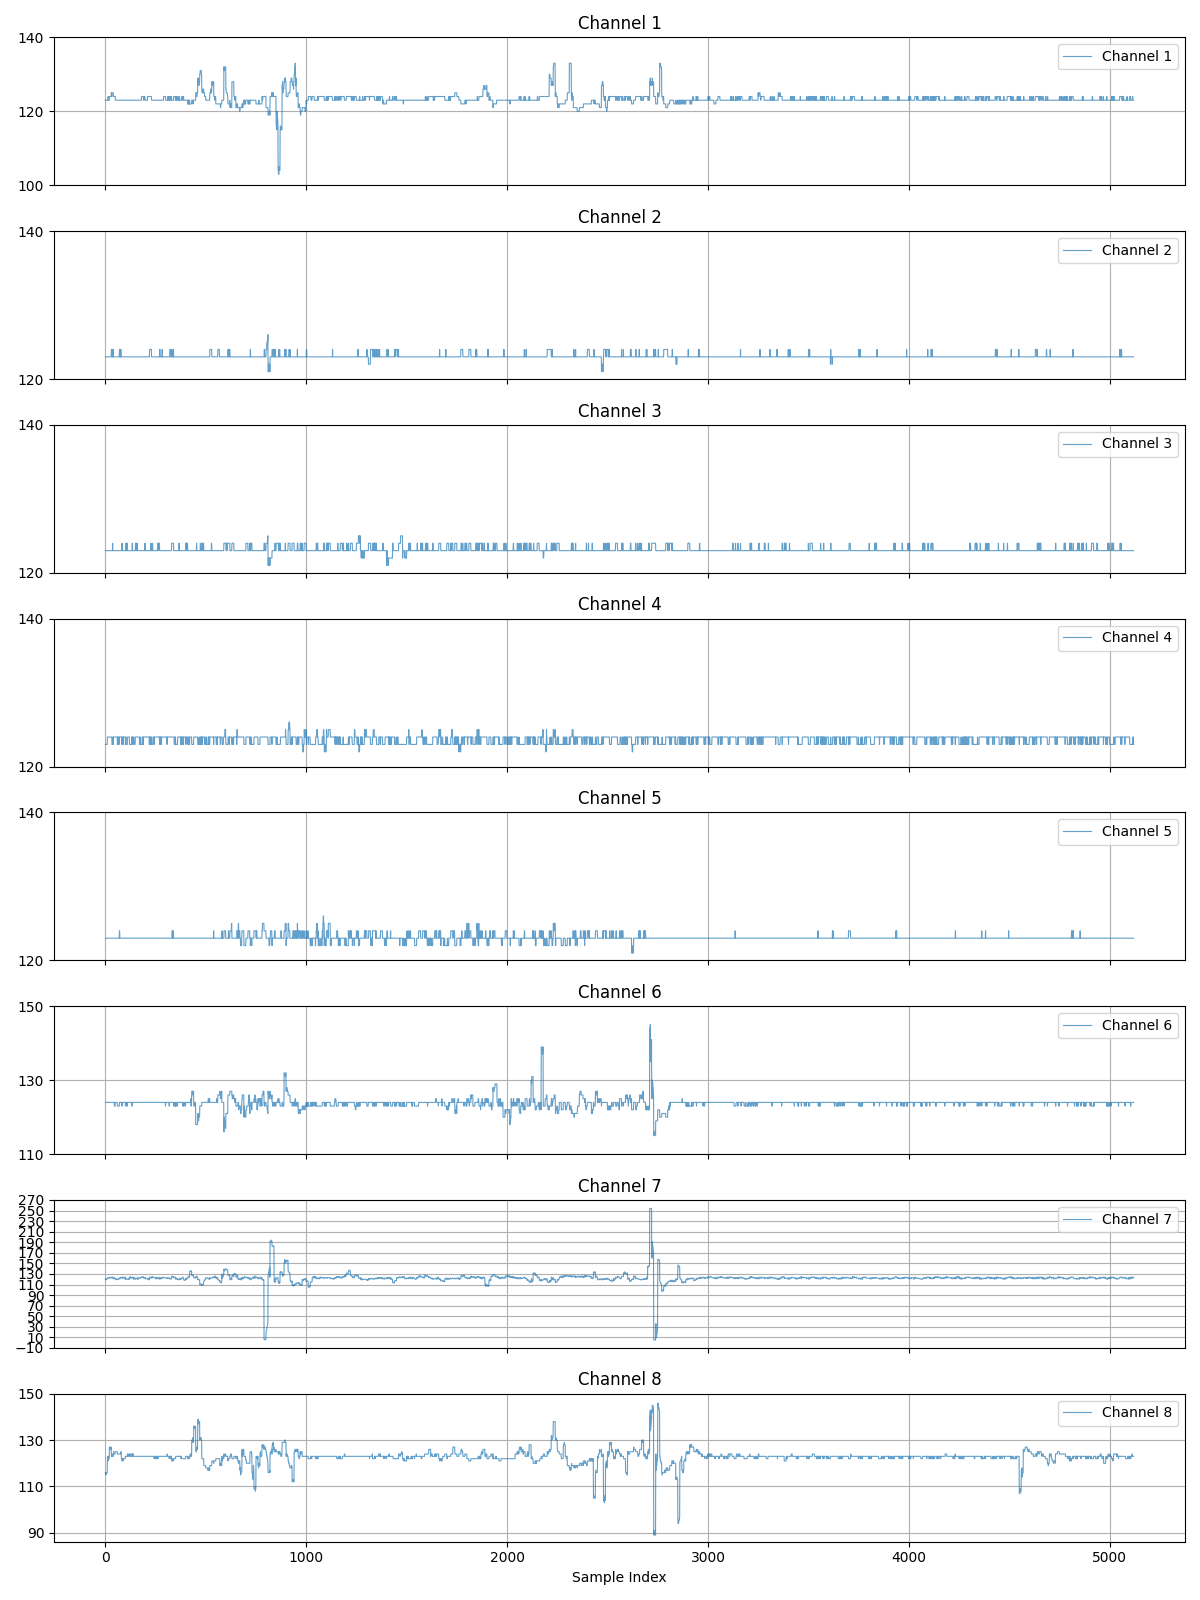 Channel 1
140
120
100
Channel 1
Channel 2
140
120
Channel 2
Channel 3
140
120
Channel 3
Channel 4
140
120
Channel 4
Channel 5
140
120
Channel 5
Channel 6
150
130
110
Channel 6
Channel 7
270
250
230
210
190
170
150
130
110
90
70
50
30
10
−10
Channel 7
Channel 8
150
130
110
90
Channel 8
0 1000 2000 3000 4000 5000
Sample Index